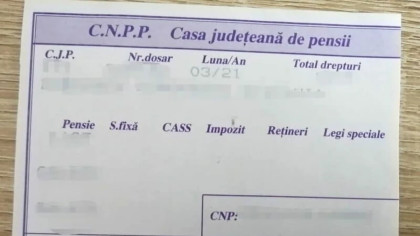 C.N.P.P. Casa județeană de pensii
C.J.P. Nr.dosar Luna/An Total drepturi
03/21
Pensie S.fixă CASS Impozit Rețineri Legi speciale
CNP: